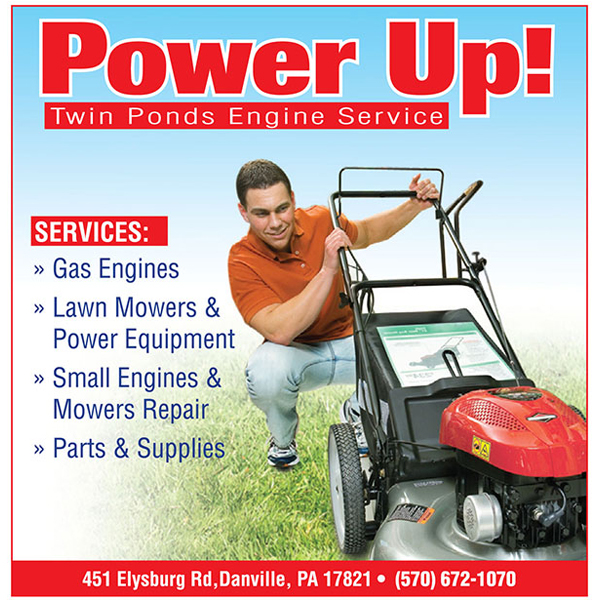 Power Up!
Twin Ponds Engine Service
SERVICES:
» Gas Engines
» Lawn Mowers &
Power Equipment
» Small Engines &
Mowers Repair
» Parts & Supplies
451 Elysburg Rd,Danville, PA 17821 • (570) 672-1070